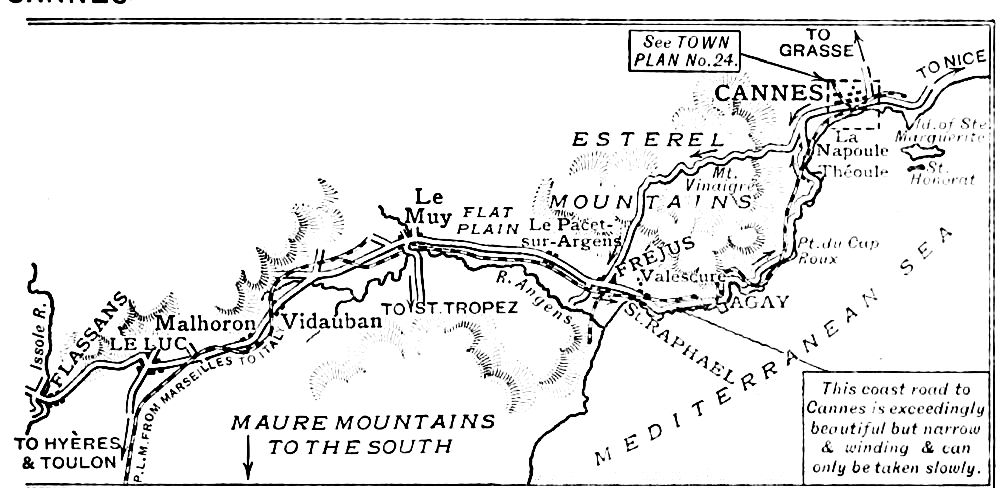 CANNES
TO
GRASSE
See TOWN
PLAN No.24.
TO NICE
CANNES
Id. of Ste
Marguerite
ESTEREL
La
Napoule
Mt.
Vinaigre
Théoule
St.
Honorat
MOUNTAINS
Le
Muy
FLAT
PLAIN
Le Pacet-
sur-Argens
FRÉJUS
Pt. du Cap
Roux
Valescure
R. Angens
AGAY
ST. RAPHAEL
TO ST. TROPEZ
Issole R.
FLASSANS
Malhoron
Vidauban
LE LUC
P.L.M. FROM MARSEILLES TO ITALY
MEDITERRANEAN SEA
This coast road to
Cannes is exceedingly
beautiful but narrow
& winding & can
only be taken slowly.
MAURE MOUNTAINS
TO THE SOUTH
TO HYÈRES
& TOULON